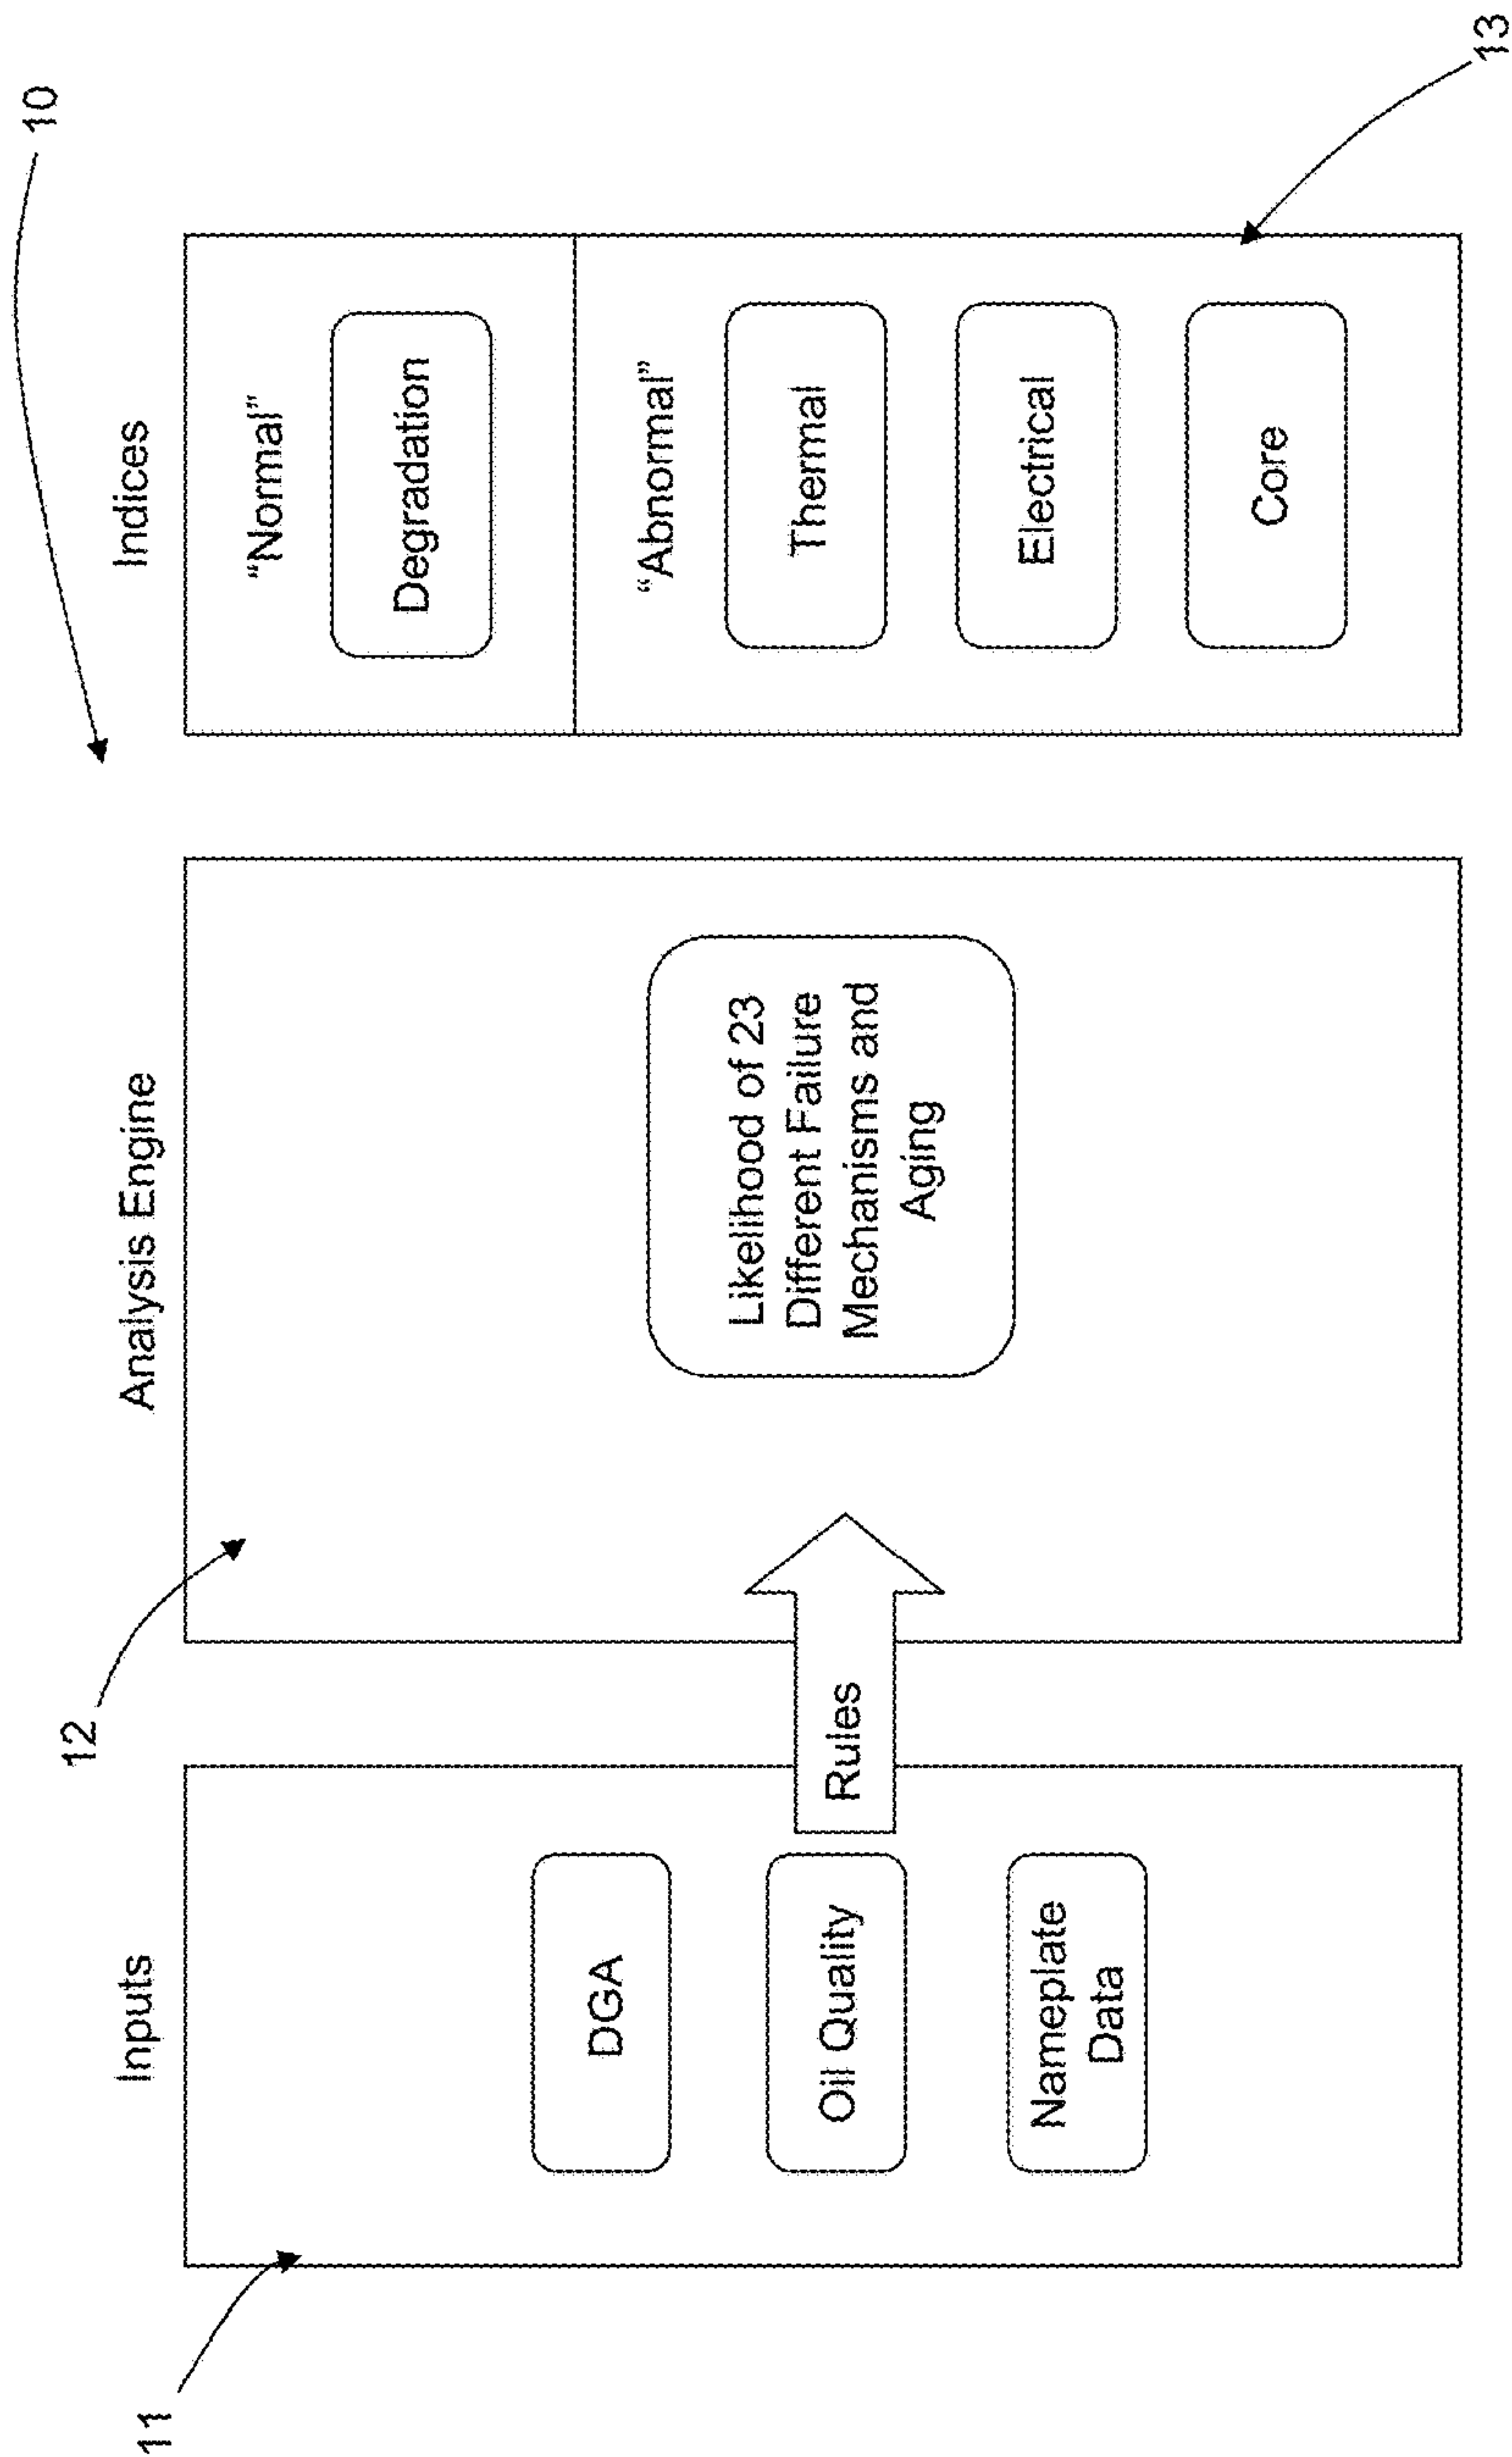 10
Inputs
Analysis Engine
Indices
11
12
DGA
Oil Quality
Nameplate
Data
Rules
Likelihood of 23
Different Failure
Mechanisms and
Aging
“Normal”
Degradation
“Abnormal”
Thermal
Electrical
Core
13